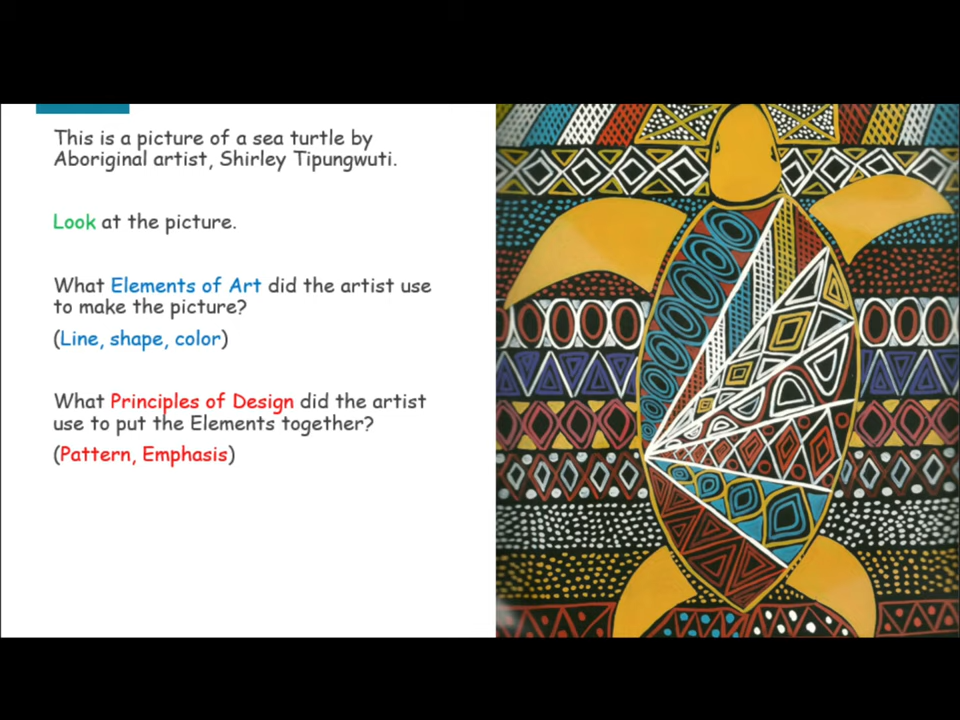 This is a picture of a sea turtle by
Aboriginal artist, Shirley Tipungwuti.
Look at the picture.
What Elements of Art did the artist use
to make the picture?
(Line, shape, color)
What Principles of Design did the artist
use to put the Elements together?
(Pattern, Emphasis)